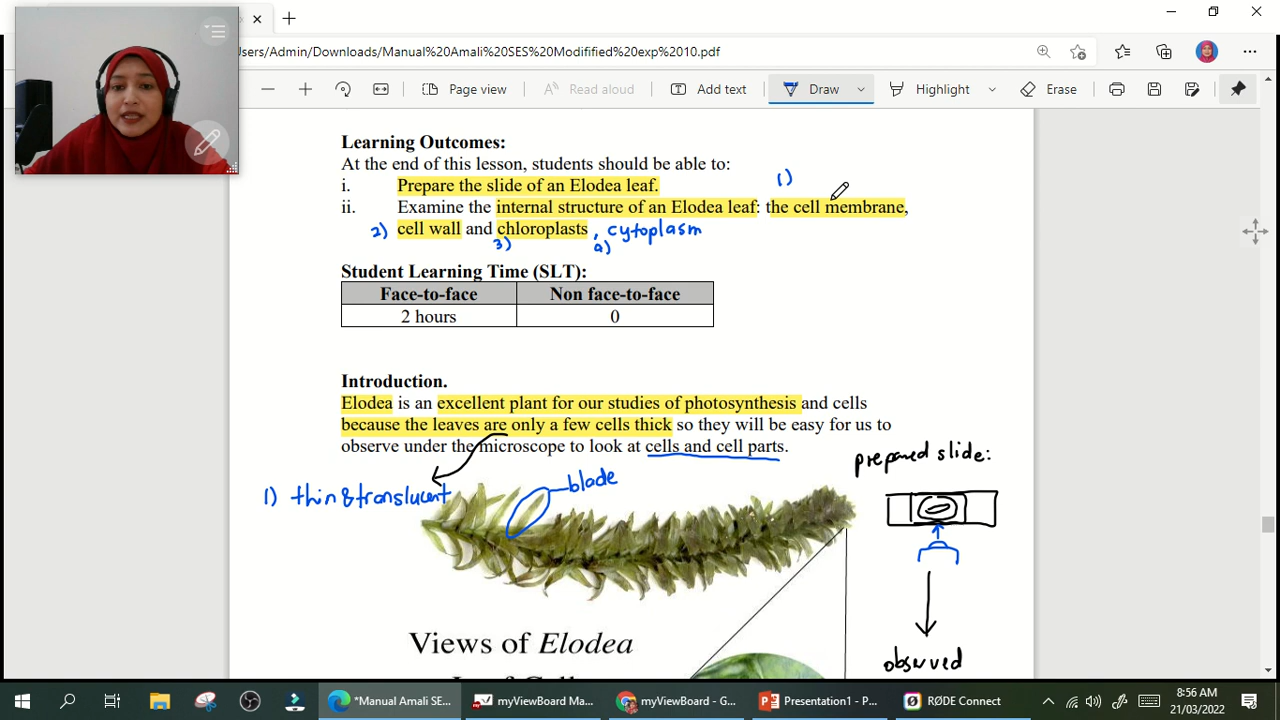 sers/Admin/Downloads/Manual%20Amali%20SES%20Modifified%20exp%2010.pdf
Page view
Read aloud
Add text
Draw
Highlight
Erase
Learning Outcomes:
At the end of this lesson, students should be able to:
i. Prepare the slide of an Elodea leaf.
1)
ii. Examine the internal structure of an Elodea leaf: the cell membrane,
2) cell wall and chloroplasts , cytoplasm
3) 4)
Student Learning Time (SLT):
Face-to-face Non face-to-face
2 hours 0
Introduction.
Elodea is an excellent plant for our studies of photosynthesis and cells
because the leaves are only a few cells thick so they will be easy for us to
observe under the microscope to look at cells and cell parts.
prepared slide:
1) thin & translucent
blade
Views of Elodea
observed
*Manual Amali SE...
myViewBoard Ma...
myViewBoard - G...
Presentation1 - P...
RØDE Connect
8:56 AM
21/03/2022